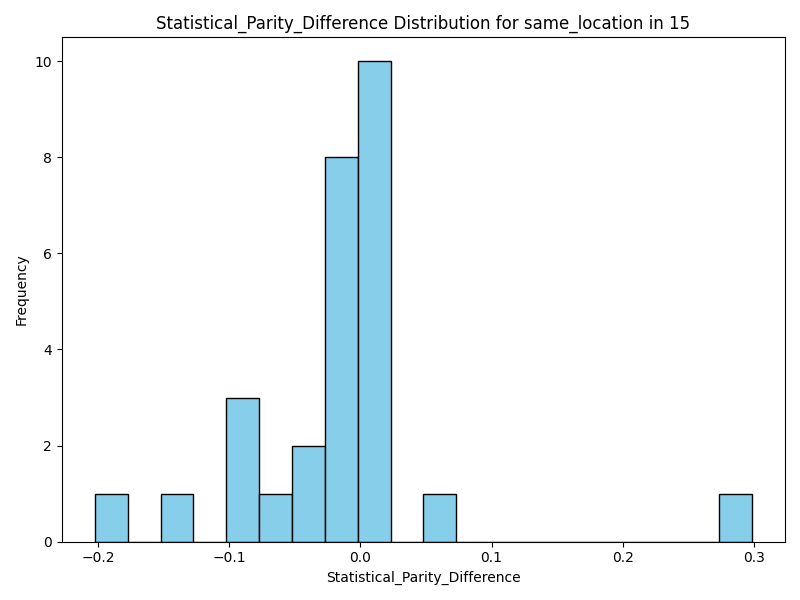 Statistical_Parity_Difference Distribution for same_location in 15
Frequency
10
8
6
4
2
0
−0.2 −0.1 0.0 0.1 0.2 0.3
Statistical_Parity_Difference